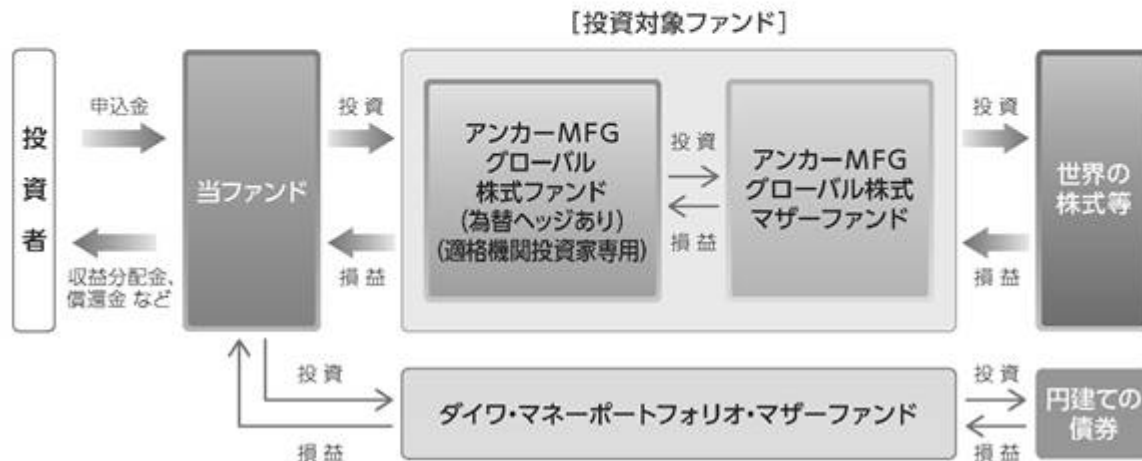 [投資対象ファンド]
投資者
申込金
収益分配金、
償還金 など
当ファンド
投資
損益
アンカーMFG
グローバル
株式ファンド
(為替ヘッジあり)
(適格機関投資家専用)
投資
損益
アンカーMFG
グローバル株式
マザーファンド
投資
損益
世界の
株式等
投資
損益
ダイワ・マネーポートフォリオ・マザーファンド
投資
損益
円建ての
債券